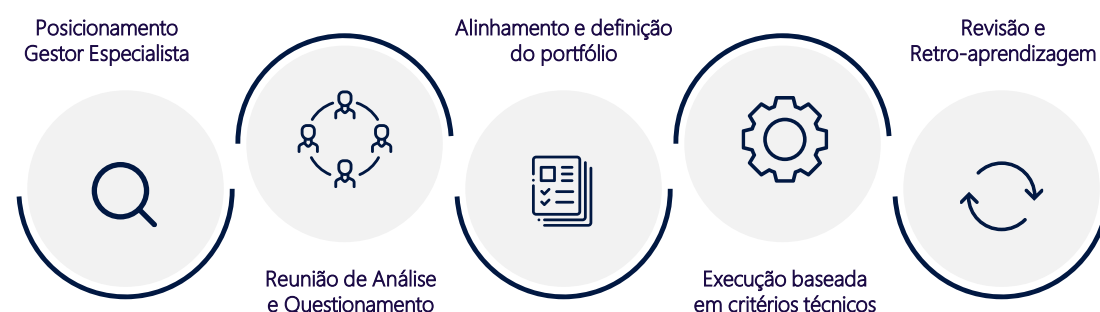 Posicionamento
Gestor Especialista
Reunião de Análise
e Questionamento
Alinhamento e definição
do portfólio
Execução baseada
em critérios técnicos
Revisão e
Retro-aprendizagem